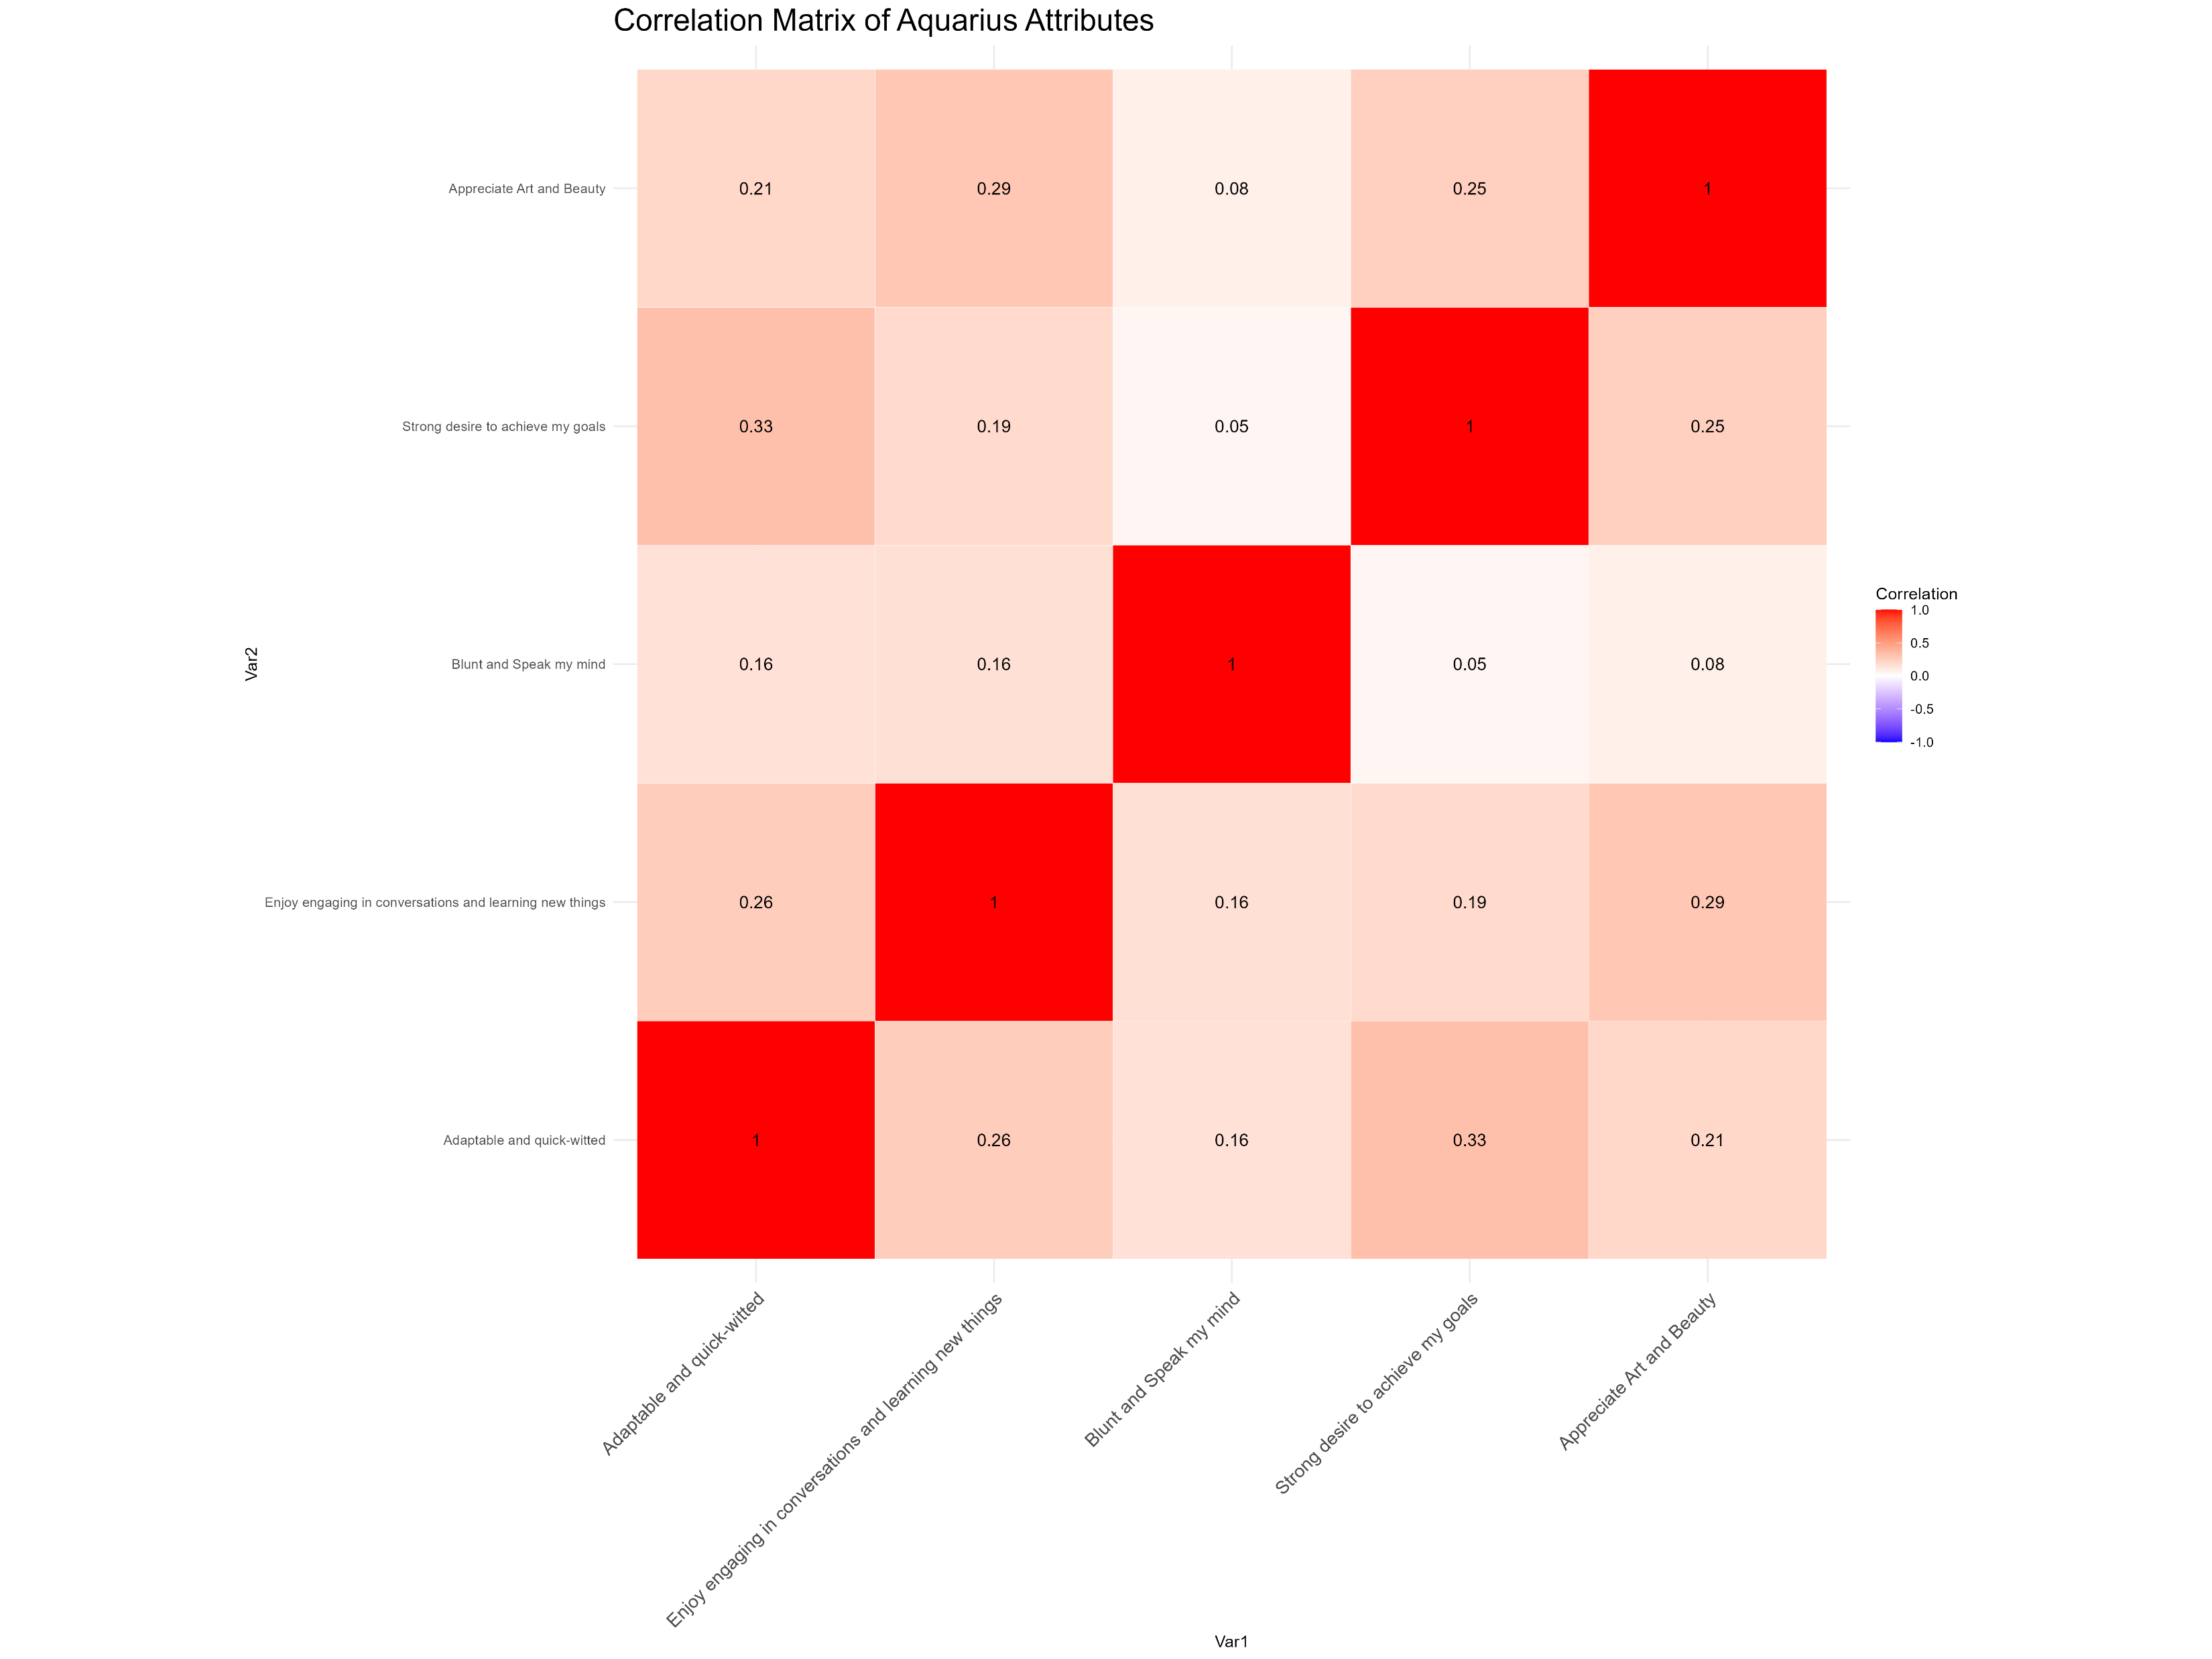 Correlation Matrix of Aquarius Attributes
Appreciate Art and Beauty
0.21 0.29 0.08 0.25 1
Strong desire to achieve my goals
0.33 0.19 0.05 1 0.25
Blunt and Speak my mind
0.16 0.16 1 0.05 0.08
Enjoy engaging in conversations and learning new things
0.26 1 0.16 0.19 0.29
Adaptable and quick-witted
1 0.26 0.16 0.33 0.21
Var2
Adaptable and quick-witted
Enjoy engaging in conversations and learning new things
Blunt and Speak my mind
Strong desire to achieve my goals
Appreciate Art and Beauty
Var1
Correlation
1.0
0.5
0.0
-0.5
-1.0